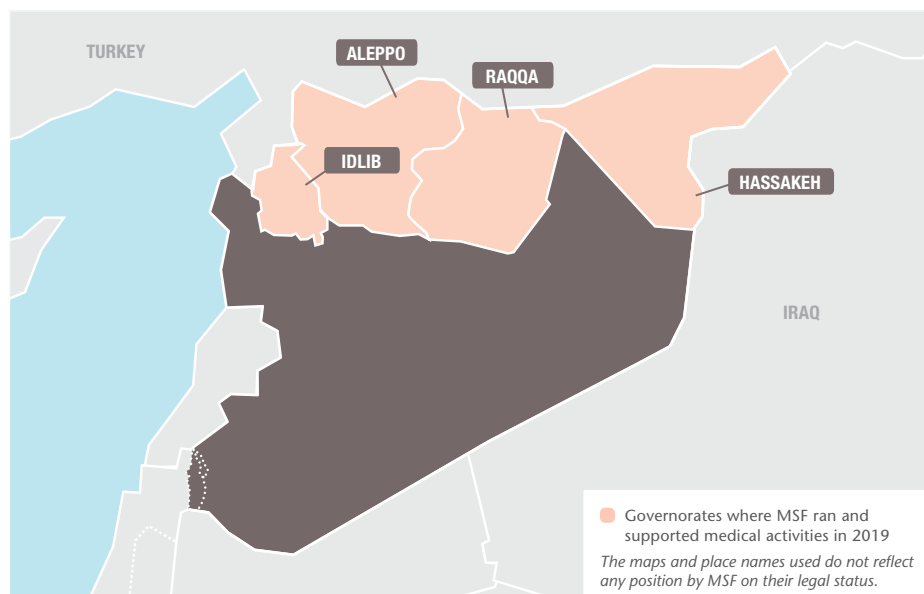 TURKEY
ALEPPO
RAQQA
IDLIB
HASSAKEH
IRAQ
Governorates where MSF ran and
supported medical activities in 2019
The maps and place names used do not reflect
any position by MSF on their legal status.